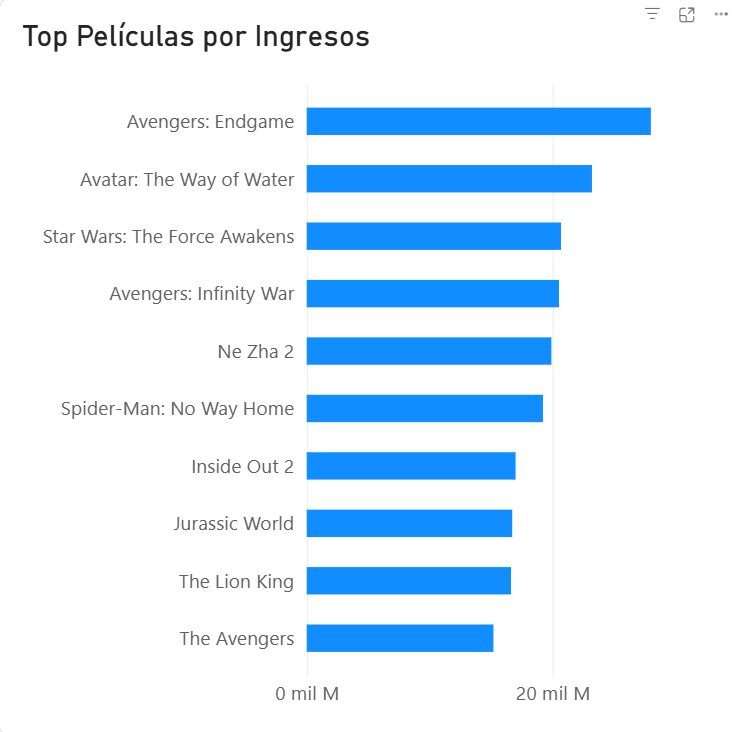 Top Películas por Ingresos
Avengers: Endgame
Avatar: The Way of Water
Star Wars: The Force Awakens
Avengers: Infinity War
Ne Zha 2
Spider-Man: No Way Home
Inside Out 2
Jurassic World
The Lion King
The Avengers
0 mil M 20 mil M